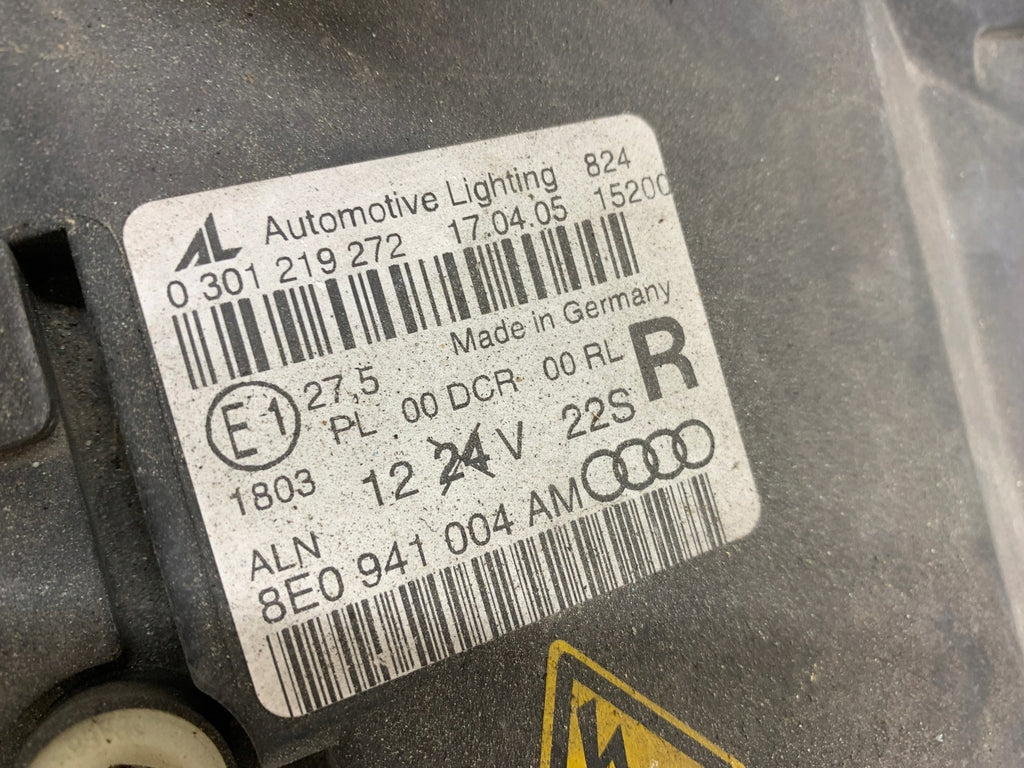 AL Automotive Lighting 824
0 301 219 272 17.04.05 15200
Made in Germany
E1 27,5 R
PL 00 DCR 00 RL
1803 12 24 V 22S
ALN
8E0 941 004 AM